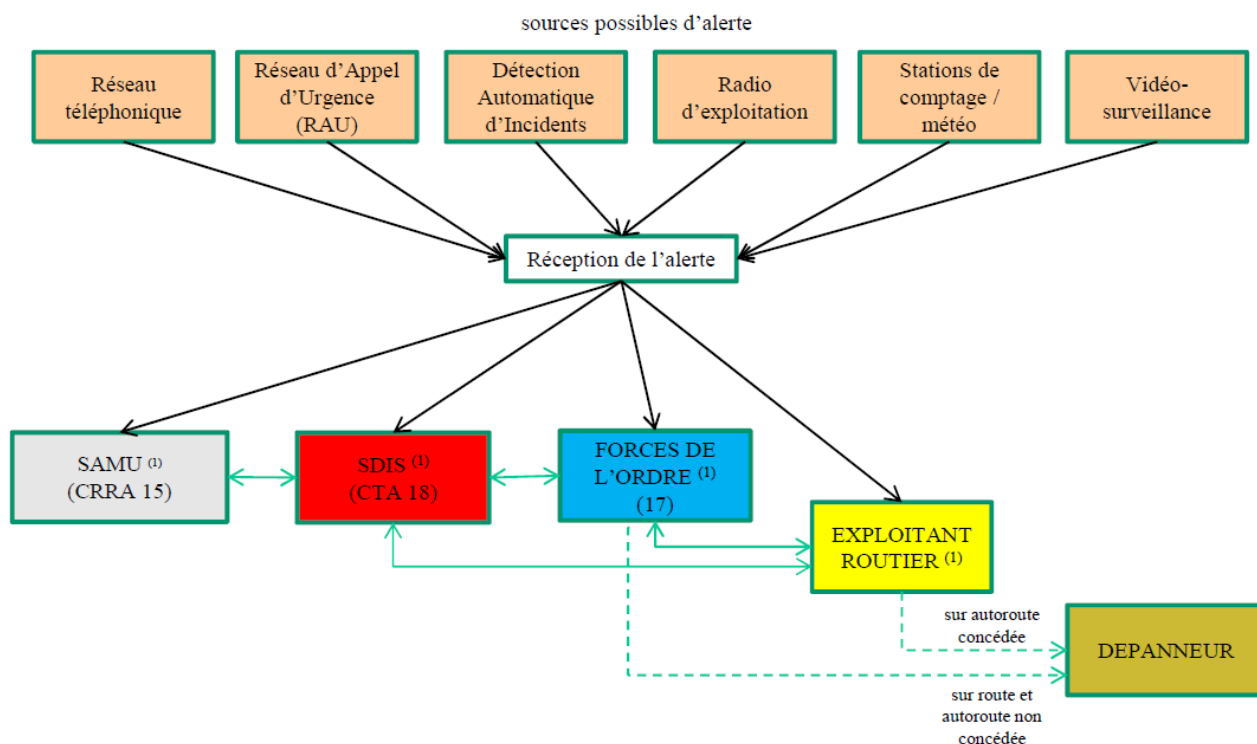 sources possibles d’alerte
Réseau
téléphonique
Réseau d’Appel
d’Urgence
(RAU)
Détection
Automatique
d’Incidents
Radio
d’exploitation
Stations de
comptage /
météo
Vidéo-
surveillance
Réception de l’alerte
SAMU (1)
(CRRA 15)
SDIS (1)
(CTA 18)
FORCES DE
L’ORDRE (1)
(17)
EXPLOITANT
ROUTIER (1)
sur autoroute
concédée
DEPANNEUR
sur route et
autoroute non
concédée